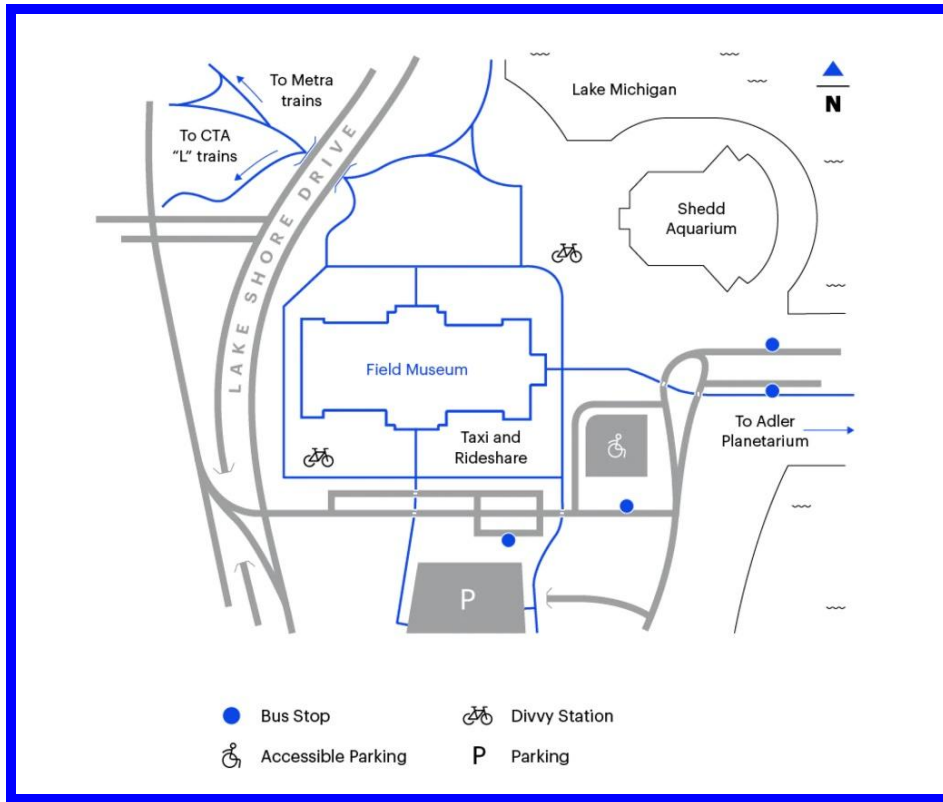 To Metra
trains
Lake Michigan
N
To CTA
“L” trains
LAKE SHORE DRIVE
Shedd
Aquarium
Field Museum
Taxi and
Rideshare
To Adler
Planetarium
P
Bus Stop
Divvy Station
Accessible Parking
P Parking